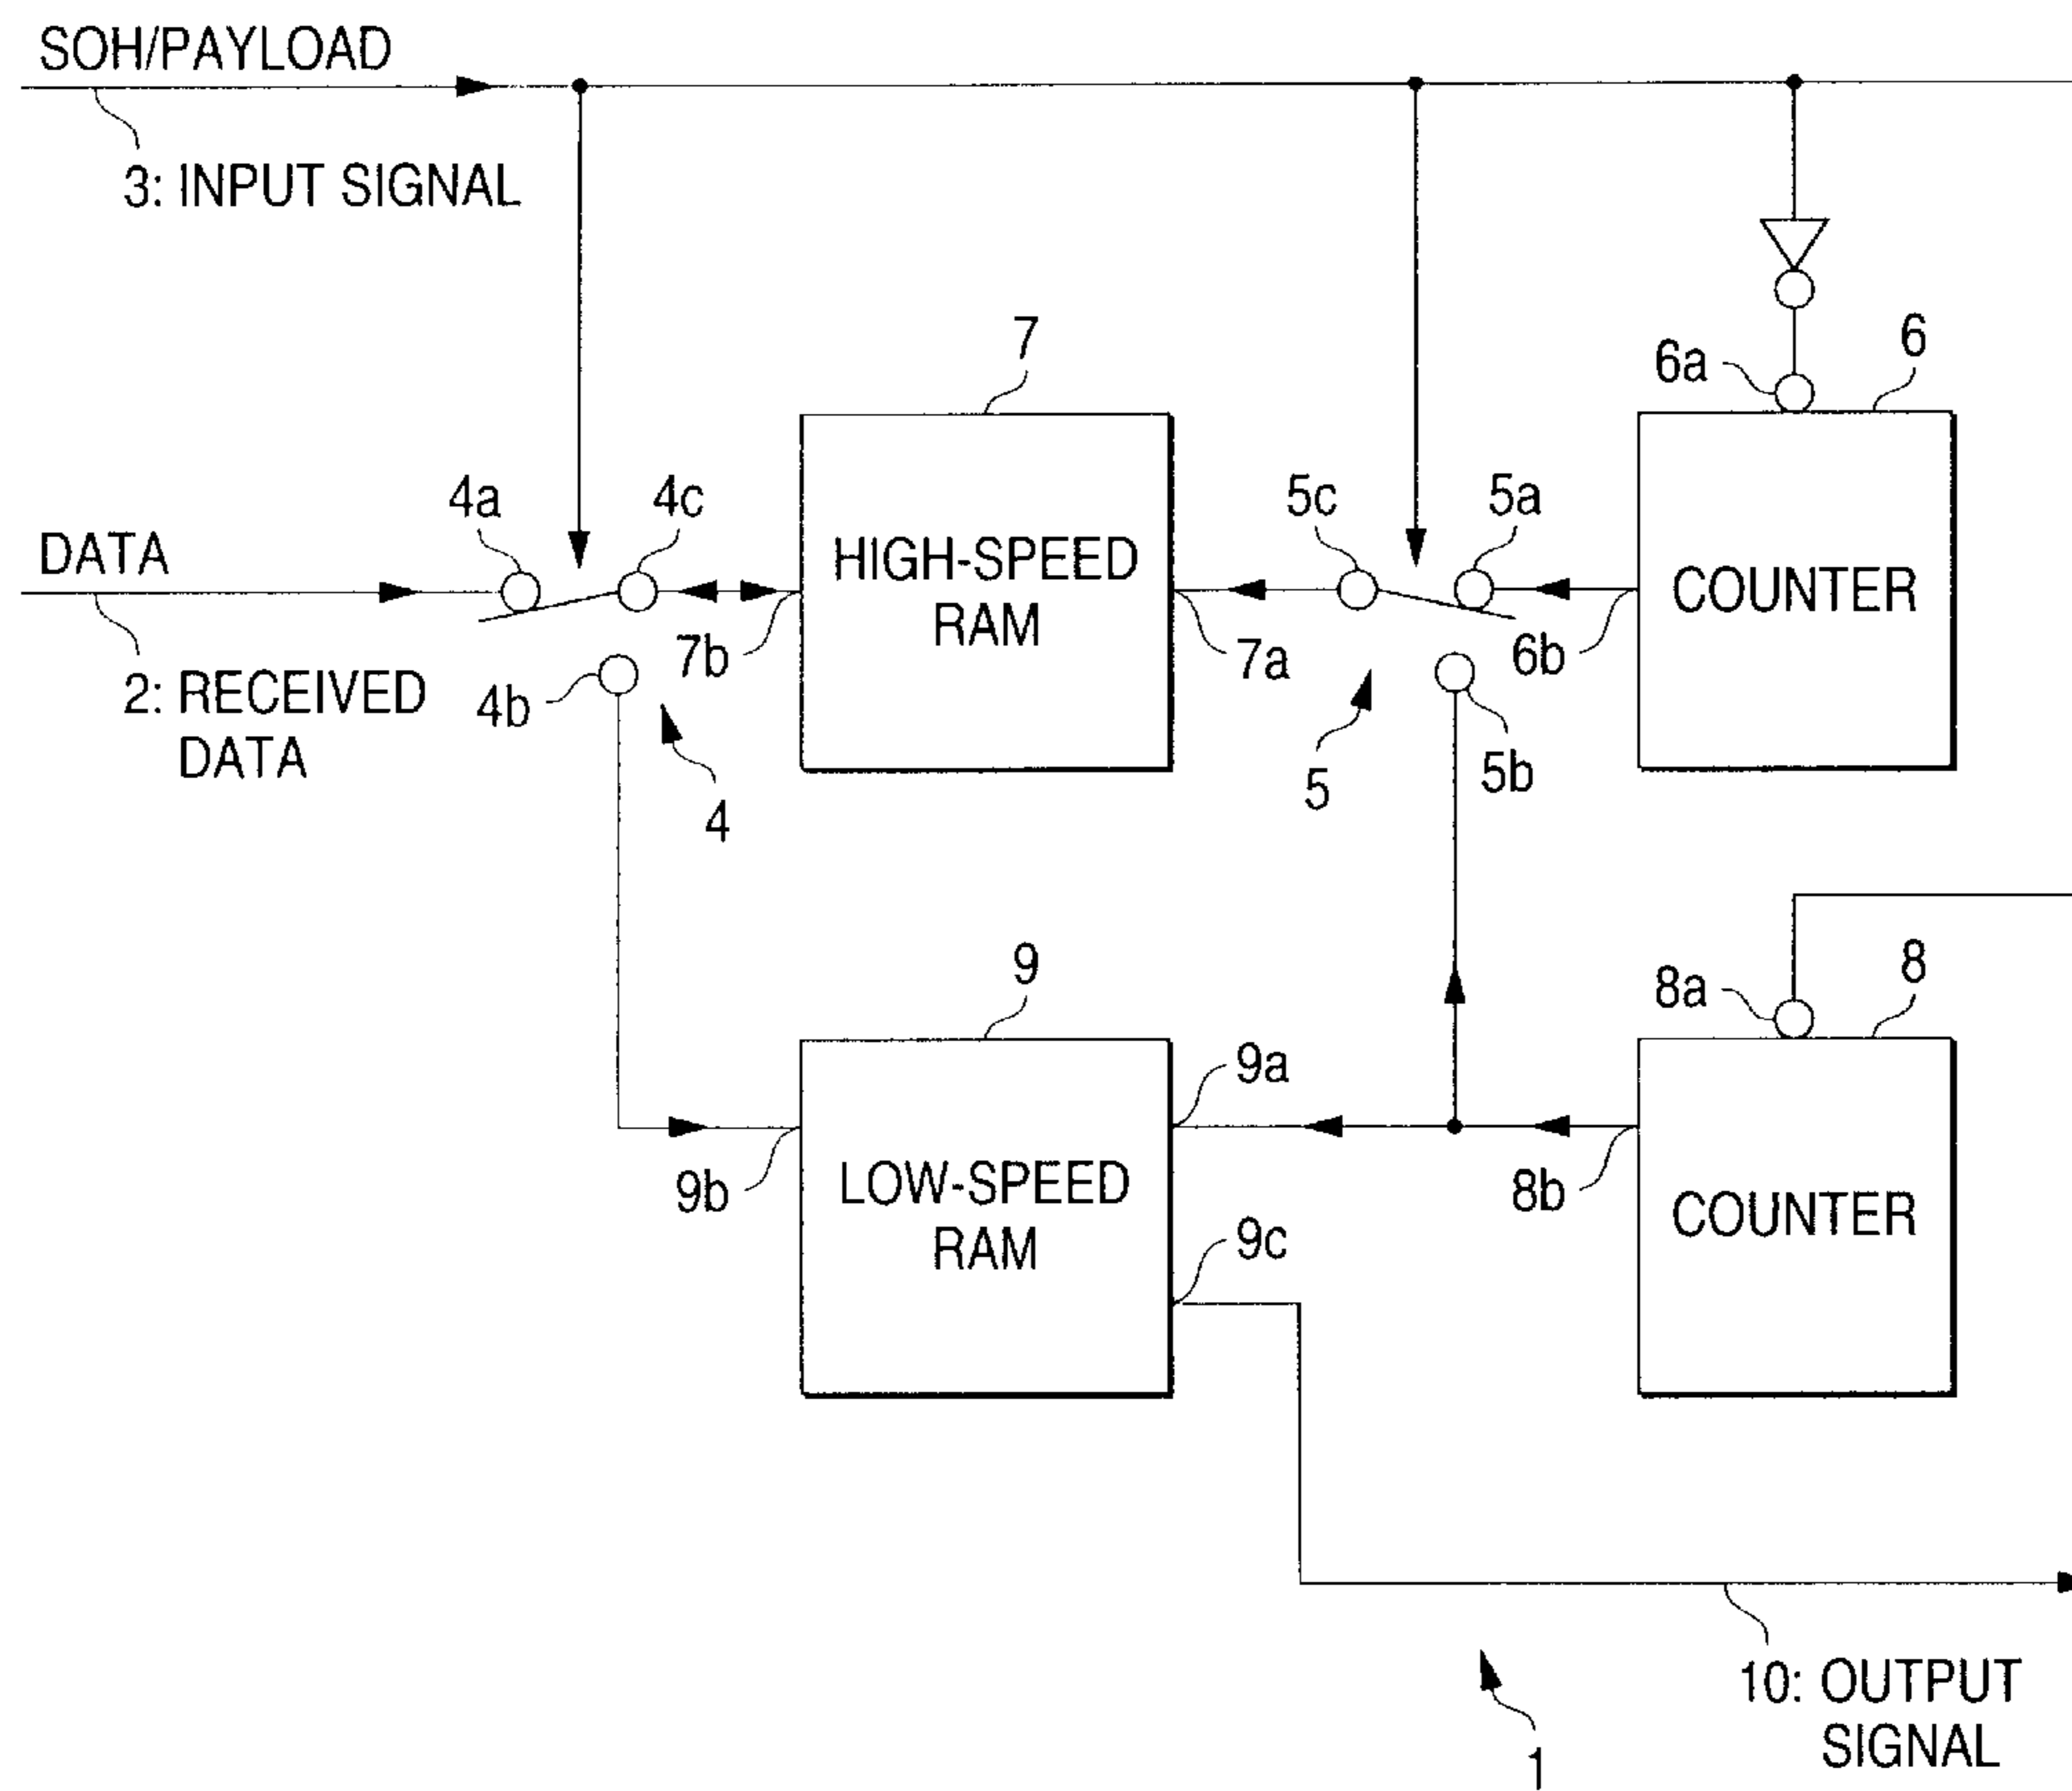 SOH/PAYLOAD
3: INPUT SIGNAL
7
6a
6
4a
4c
5c
5a
DATA
HIGH-SPEED
RAM
COUNTER
7b
7a
6b
2: RECEIVED
DATA
4b
4
5
5b
9
8a
8
9a
9b
LOW-SPEED
RAM
8b
COUNTER
9c
10: OUTPUT
SIGNAL
1